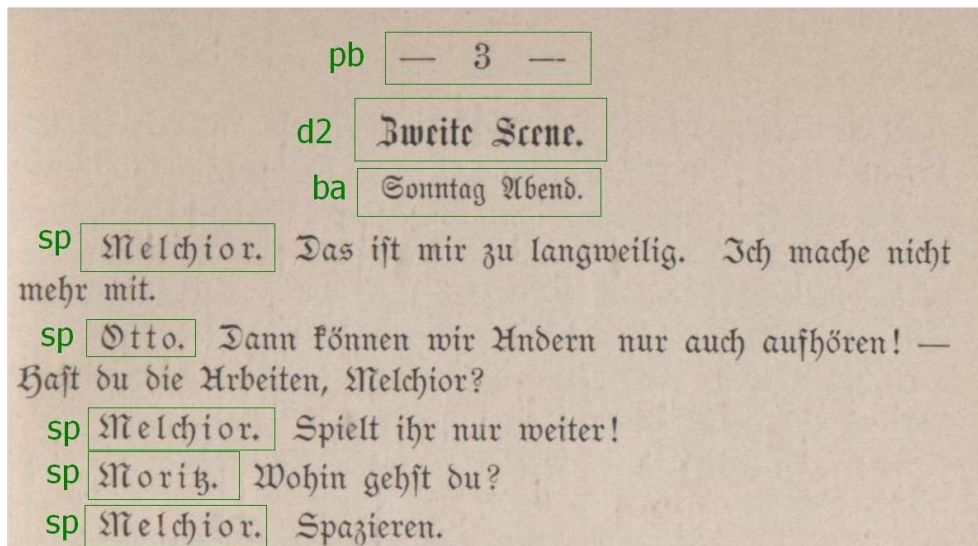 pb — 3 —
d2 Zweite Scene.
ba Sonntag Abend.
sp Melchior. Das ist mir zu langweilig. Ich mache nicht
mehr mit.
sp Otto. Dann können wir Andern nur auch aufhören! —
Hast du die Arbeiten, Melchior?
sp Melchior. Spielt ihr nur weiter!
sp Moritz. Wohin gehst du?
sp Melchior. Spazieren.